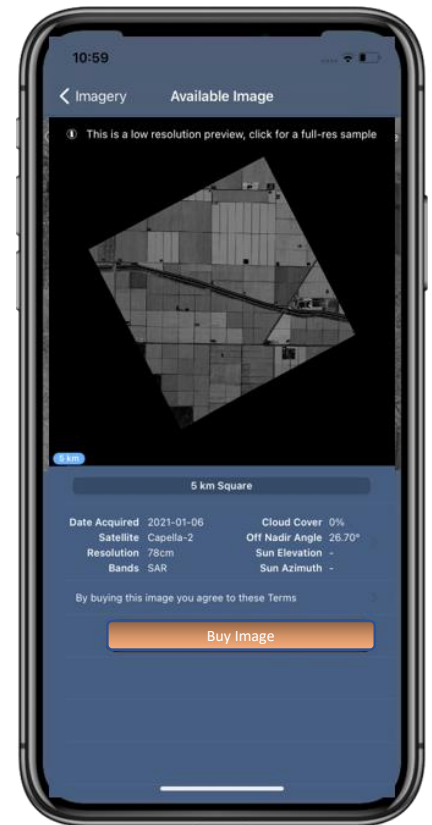 10:59
Imagery Available Image
This is a low resolution preview, click for a full-res sample
5 km
5 km Square
Date Acquired 2021-01-06 Cloud Cover 0%
Satellite Capella-2 Off Nadir Angle 26.70°
Resolution 78cm Sun Elevation -
Bands SAR Sun Azimuth -
By buying this image you agree to these Terms
Buy Image